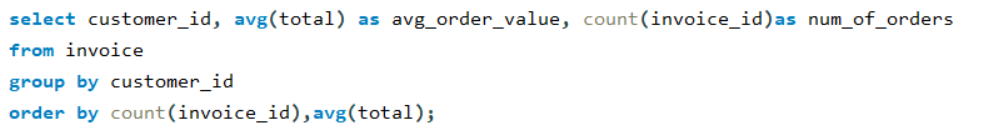 select customer_id, avg(total) as avg_order_value, count(invoice_id)as num_of_orders
from invoice
group by customer_id
order by count(invoice_id),avg(total);